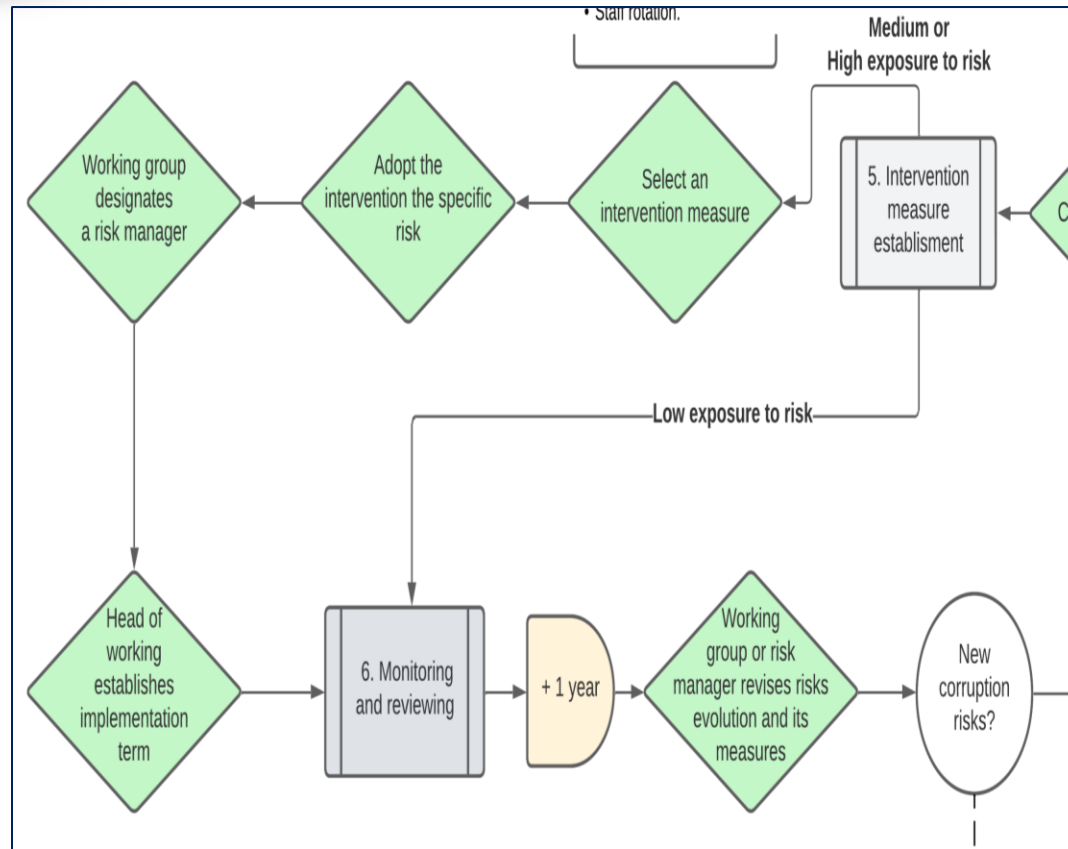 • Staff rotation.
Medium or
High exposure to risk
Working group
designates
a risk manager
Adopt the
intervention the specific
risk
Select an
intervention measure
5. Intervention
measure
establisment
C
Low exposure to risk
Head of
working
establishes
implementation
term
6. Monitoring
and reviewing
+ 1 year
Working
group or risk
manager revises risks
evolution and its
measures
New
corruption
risks?